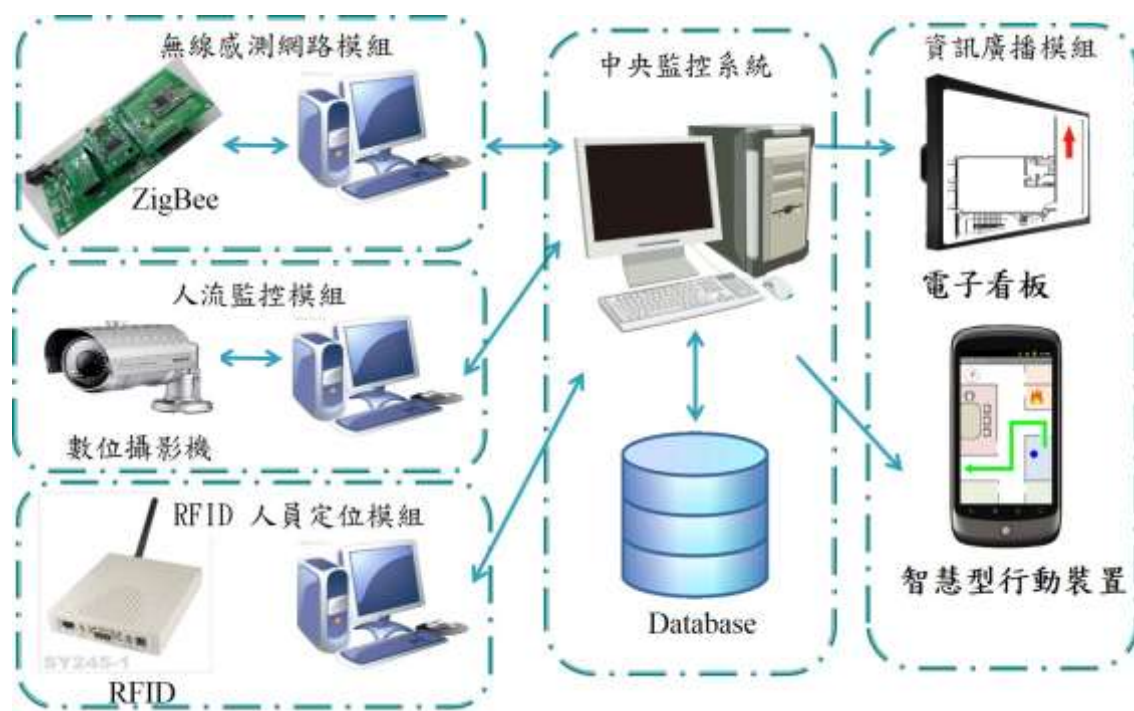 無線感測網路模組
ZigBee
人流監控模組
數位攝影機
RFID 人員定位模組
SY245-1
RFID
中央監控系統
Database
資訊廣播模組
電子看板
智慧型行動裝置